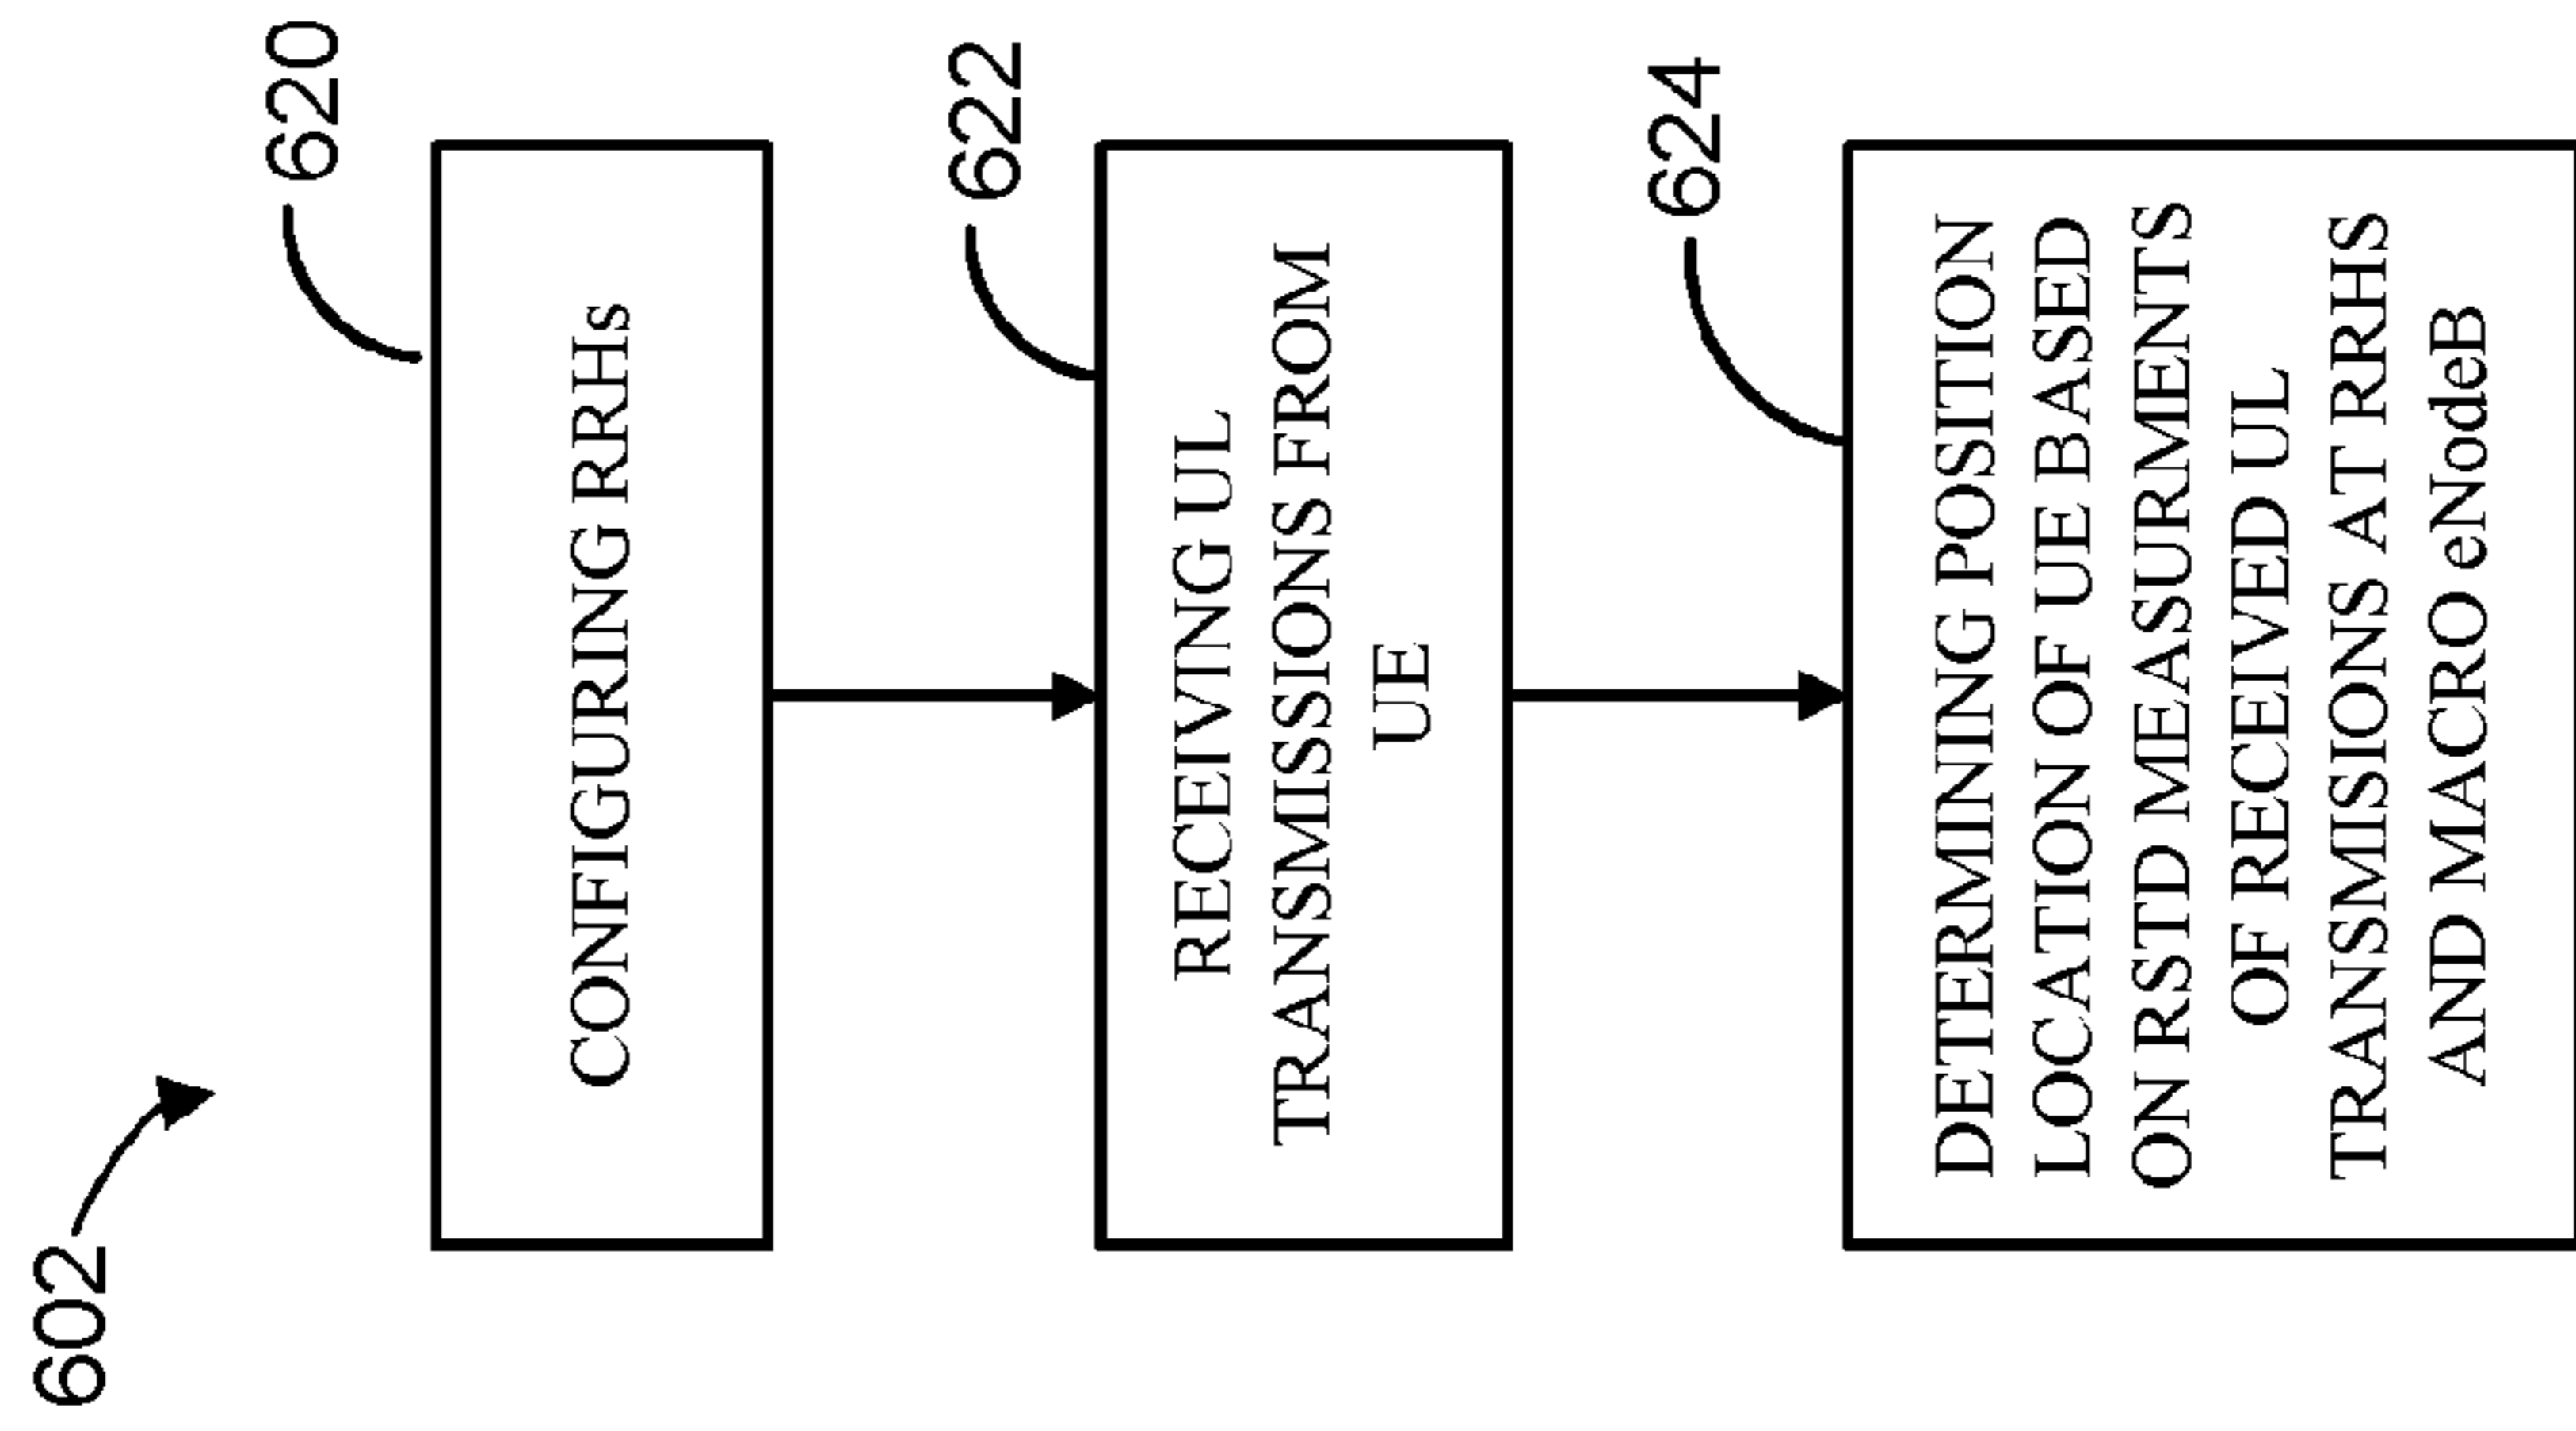 602
620
CONFIGURING RRHs
622
RECEIVING UL
TRANSMISSIONS FROM
UE
624
DETERMINING POSITION
LOCATION OF UE BASED
ON RSTD MEASURMENTS
OF RECEIVED UL
TRANSMISIONS AT RRHS
AND MACRO eNodeB